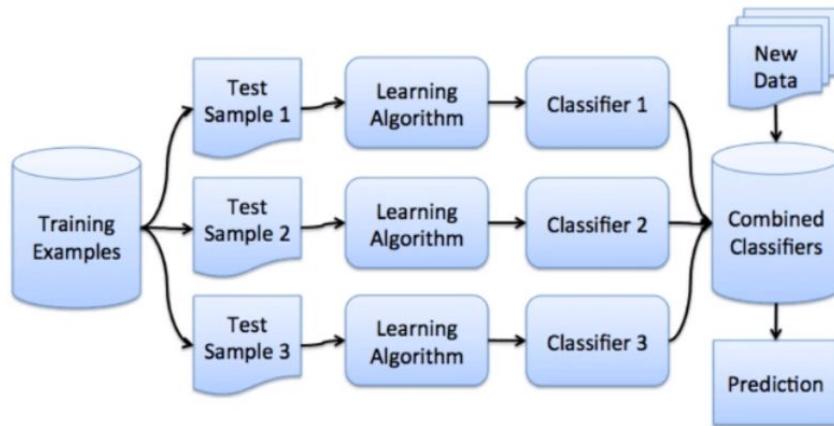 Training
Examples
Test
Sample 1
Learning
Algorithm
Classifier 1
Test
Sample 2
Learning
Algorithm
Classifier 2
Test
Sample 3
Learning
Algorithm
Classifier 3
New
Data
Combined
Classifiers
Prediction